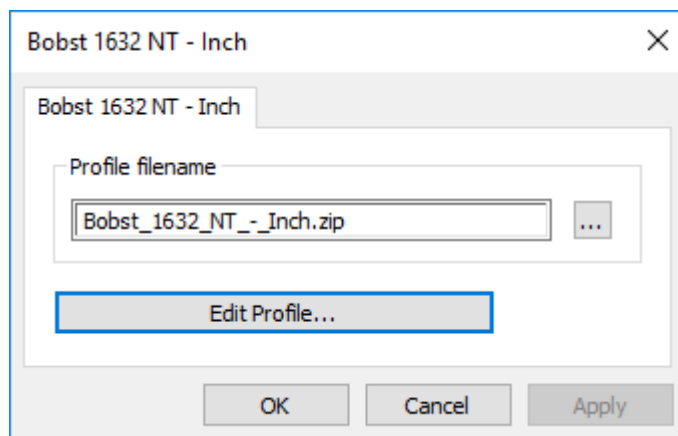 Bobst 1632 NT - Inch
Bobst 1632 NT - Inch
Profile filename
Bobst_1632_NT_-_Inch.zip
...
Edit Profile...
OK
Cancel
Apply